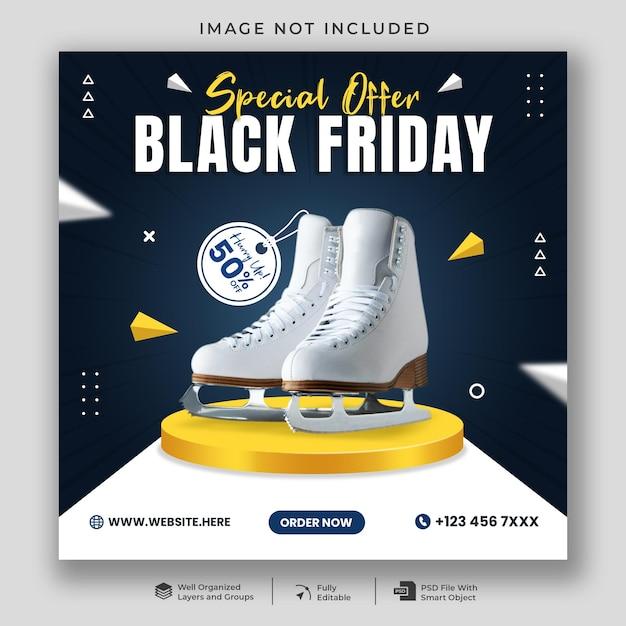 IMAGE NOT INCLUDED
Special Offer
BLACK FRIDAY
Hurry Up!
50%
OFF
WWW.WEBSITE.HERE
ORDER NOW
+123 456 7XXX
Well Organized
Layers and Groups
Fully
Editable
PSD
PSD File With
Smart Object